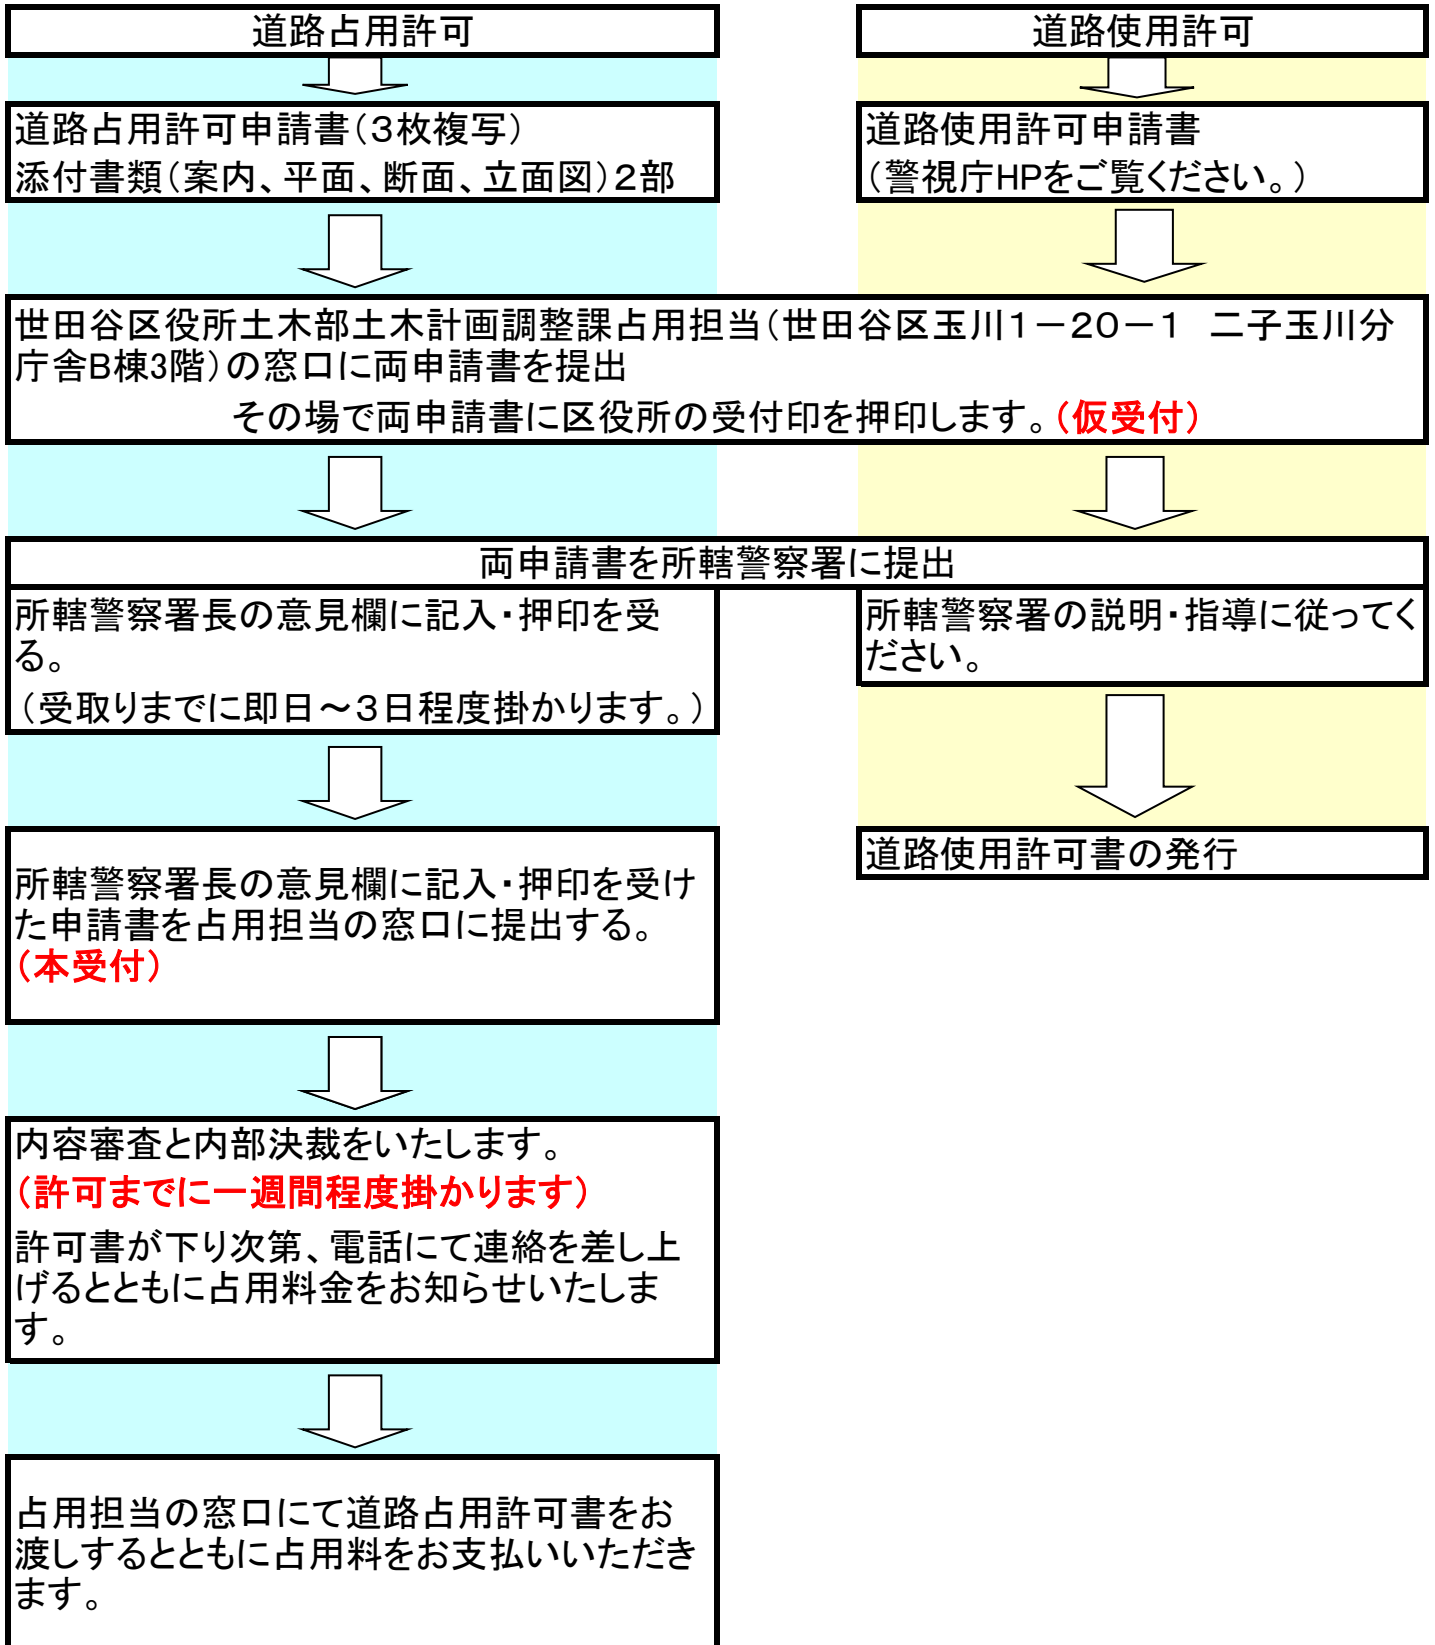 道路占用許可
道路使用許可
道路占用許可申請書(3枚複写)
添付書類(案内、平面、断面、立面図)2部
道路使用許可申請書
(警視庁HPをご覧ください。)
世田谷区役所土木部土木計画調整課占用担当(世田谷区玉川1-20-1　二子玉川分
庁舎B棟3階)の窓口に両申請書を提出
その場で両申請書に区役所の受付印を押印します。(仮受付)
両申請書を所轄警察署に提出
所轄警察署長の意見欄に記入・押印を受
る。
(受取りまでに即日~3日程度掛かります。)
所轄警察署の説明・指導に従ってく
ださい。
道路使用許可書の発行
所轄警察署長の意見欄に記入・押印を受け
た申請書を占用担当の窓口に提出する。
(本受付)
内容審査と内部決裁をいたします。
(許可までに一週間程度掛かります)
許可書が下り次第、電話にて連絡を差し上
げるとともに占用料金をお知らせいたしま
す。
占用担当の窓口にて道路占用許可書をお
渡しするとともに占用料をお支払いいただき
ます。